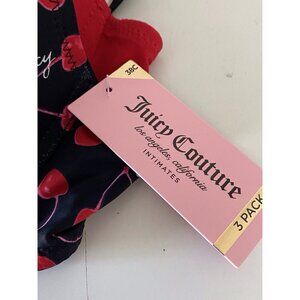 38C
Juicy Couture
los angeles, california
INTIMATES
3 PACK